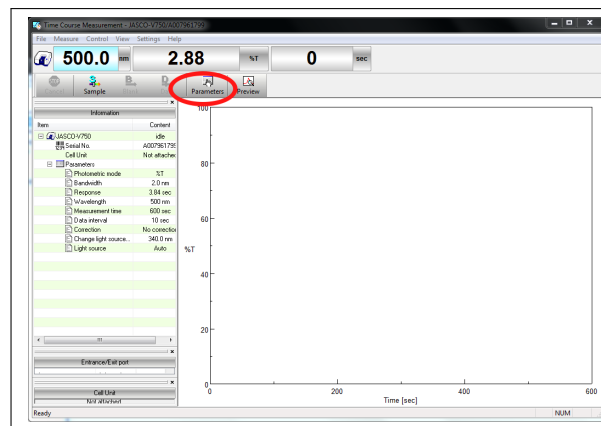 Time Course Measurement - JASCO-V750/A007961795
File Measure Control View Settings Help
500.0 nm 2.88 %T 0 sec
Cancel Sample Blank Parameters Preview
Information
Item Content
JASCO-V750 idle
Serial No. A007961795
Cell Unit Not attached
Parameters
Photometric mode %T
Bandwidth 2.0 nm
Response 3.84 sec
Wavelength 500 nm
Measurement time 600 sec
Data interval 10 sec
Correction No correction
Change light source... 340.0 nm
Light source Auto
Entrance/Exit port
Cell Unit
Not attached
100
80
60
%T
40
20
0
0 200 400 600
Time [sec]
Ready NUM